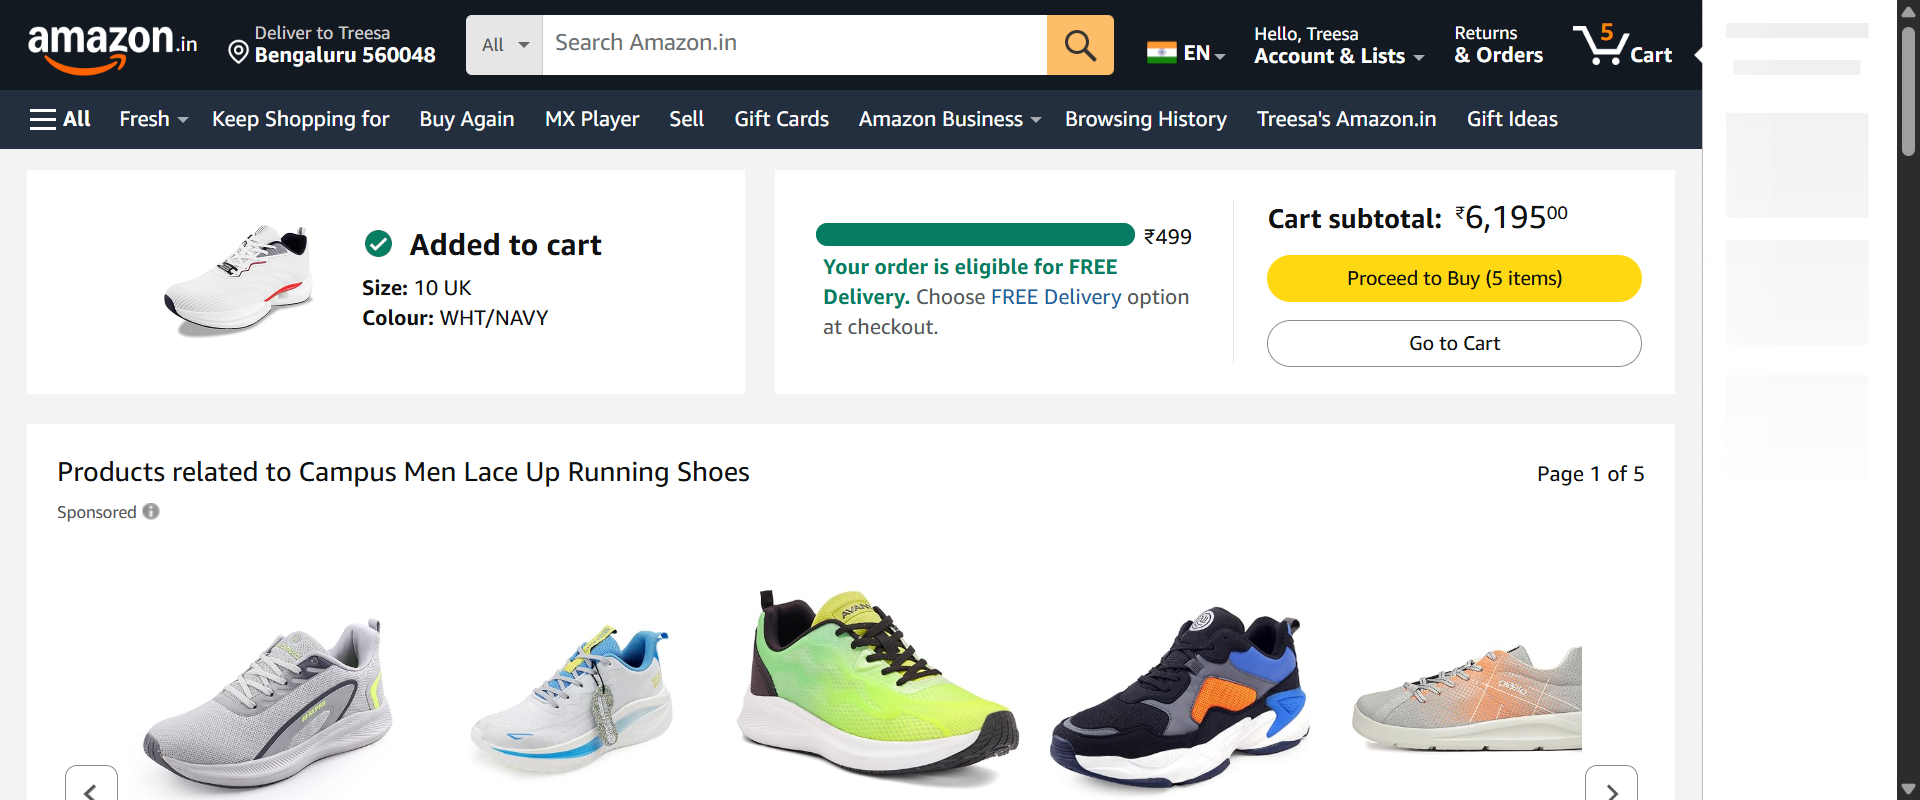 amazon.in
Deliver to Treesa
Bengaluru 560048
All
Search Amazon.in
EN
Hello, Treesa
Account & Lists
Returns
& Orders
5
Cart
All
Fresh
Keep Shopping for
Buy Again
MX Player
Sell
Gift Cards
Amazon Business
Browsing History
Treesa's Amazon.in
Gift Ideas
Added to cart
Size: 10 UK
Colour: WHT/NAVY
₹499
Your order is eligible for FREE
Delivery. Choose FREE Delivery option
at checkout.
Cart subtotal: ₹6,19500
Proceed to Buy (5 items)
Go to Cart
Products related to Campus Men Lace Up Running Shoes
Page 1 of 5
Sponsored